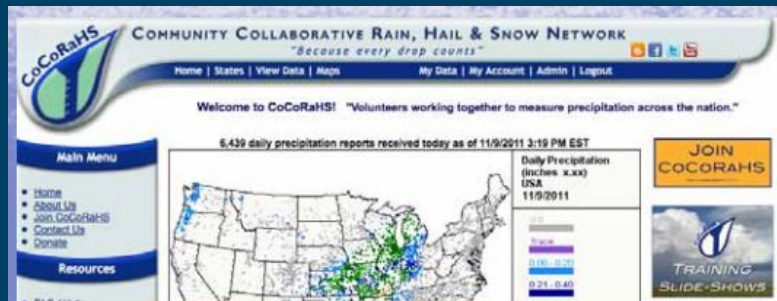 CoCoRaHS
COMMUNITY COLLABORATIVE RAIN, HAIL & SNOW NETWORK
"Because every drop counts"
Home | States | View Data | Maps
My Data | My Account | Admin | Logout
Welcome to CoCoRaHS! "Volunteers working together to measure precipitation across the nation."
6,439 daily precipitation reports received today as of 11/9/2011 3:19 PM EST
Main Menu
Home
About Us
Join CoCoRaHS
Contact Us
Donate
Resources
Daily Precipitation
(inches x.xx)
USA
11/9/2011
0.0
Trace
0.21 - 0.40
JOIN
COCORAHS
TRAINING
SLIDE-SHOWS